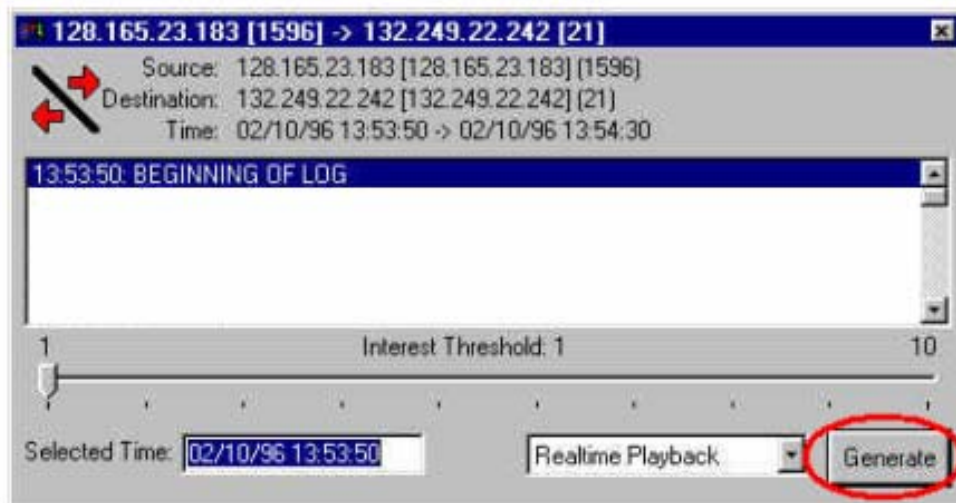 128.165.23.183 [1596] -> 132.249.22.242 [21]
Source: 128.165.23.183 [128.165.23.183] (1596)
Destination: 132.249.22.242 [132.249.22.242] (21)
Time: 02/10/96 13:53:50 -> 02/10/96 13:54:30
13:53:50: BEGINNING OF LOG
1 Interest Threshold: 1 10
Selected Time: 02/10/96 13:53:50 Realtime Playback Generate